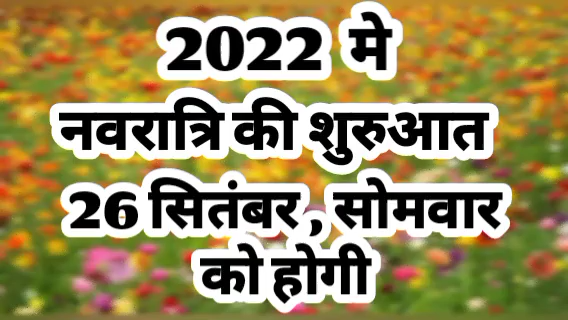 2022 मे
नवरात्रि की शुरुआत
26 सितंबर , सोमवार
को होगी